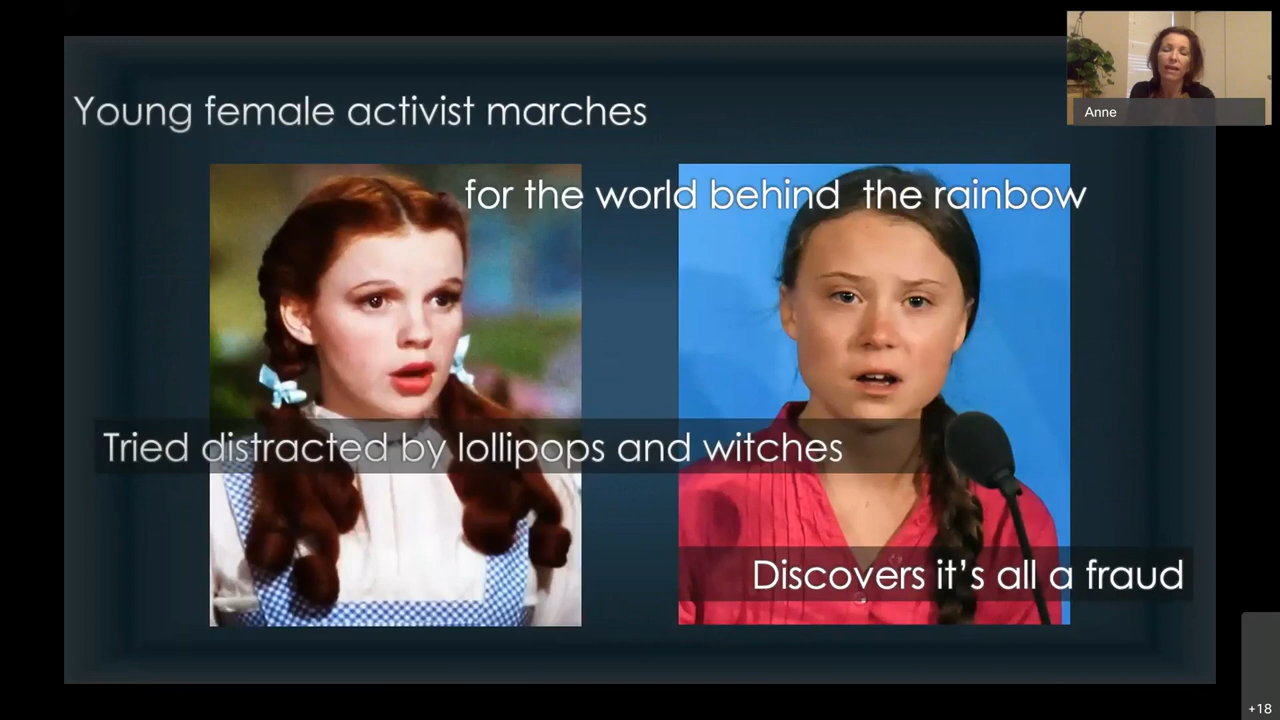 Anne
Young female activist marches
for the world behind  the rainbow
Tried distracted by lollipops and witches
Discovers it’s all a fraud
+18